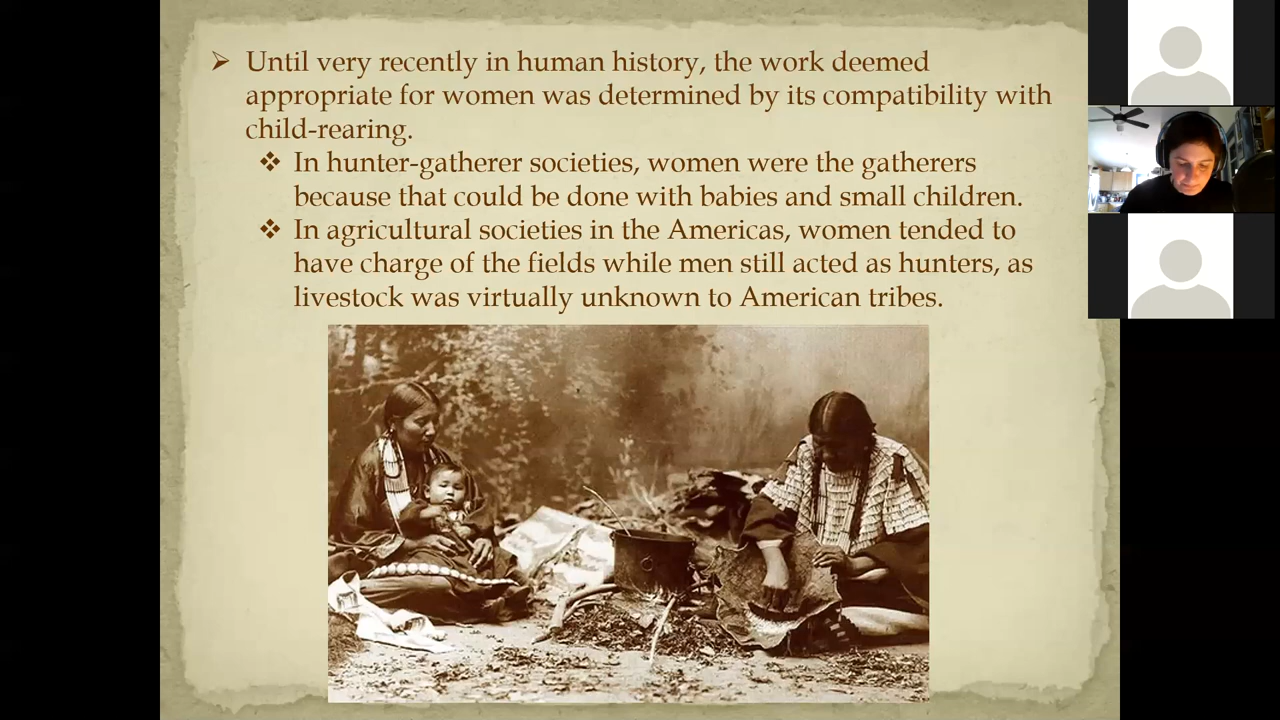 ➢ Until very recently in human history, the work deemed
appropriate for women was determined by its compatibility with
child-rearing.
❖ In hunter-gatherer societies, women were the gatherers
because that could be done with babies and small children.
❖ In agricultural societies in the Americas, women tended to
have charge of the fields while men still acted as hunters, as
livestock was virtually unknown to American tribes.